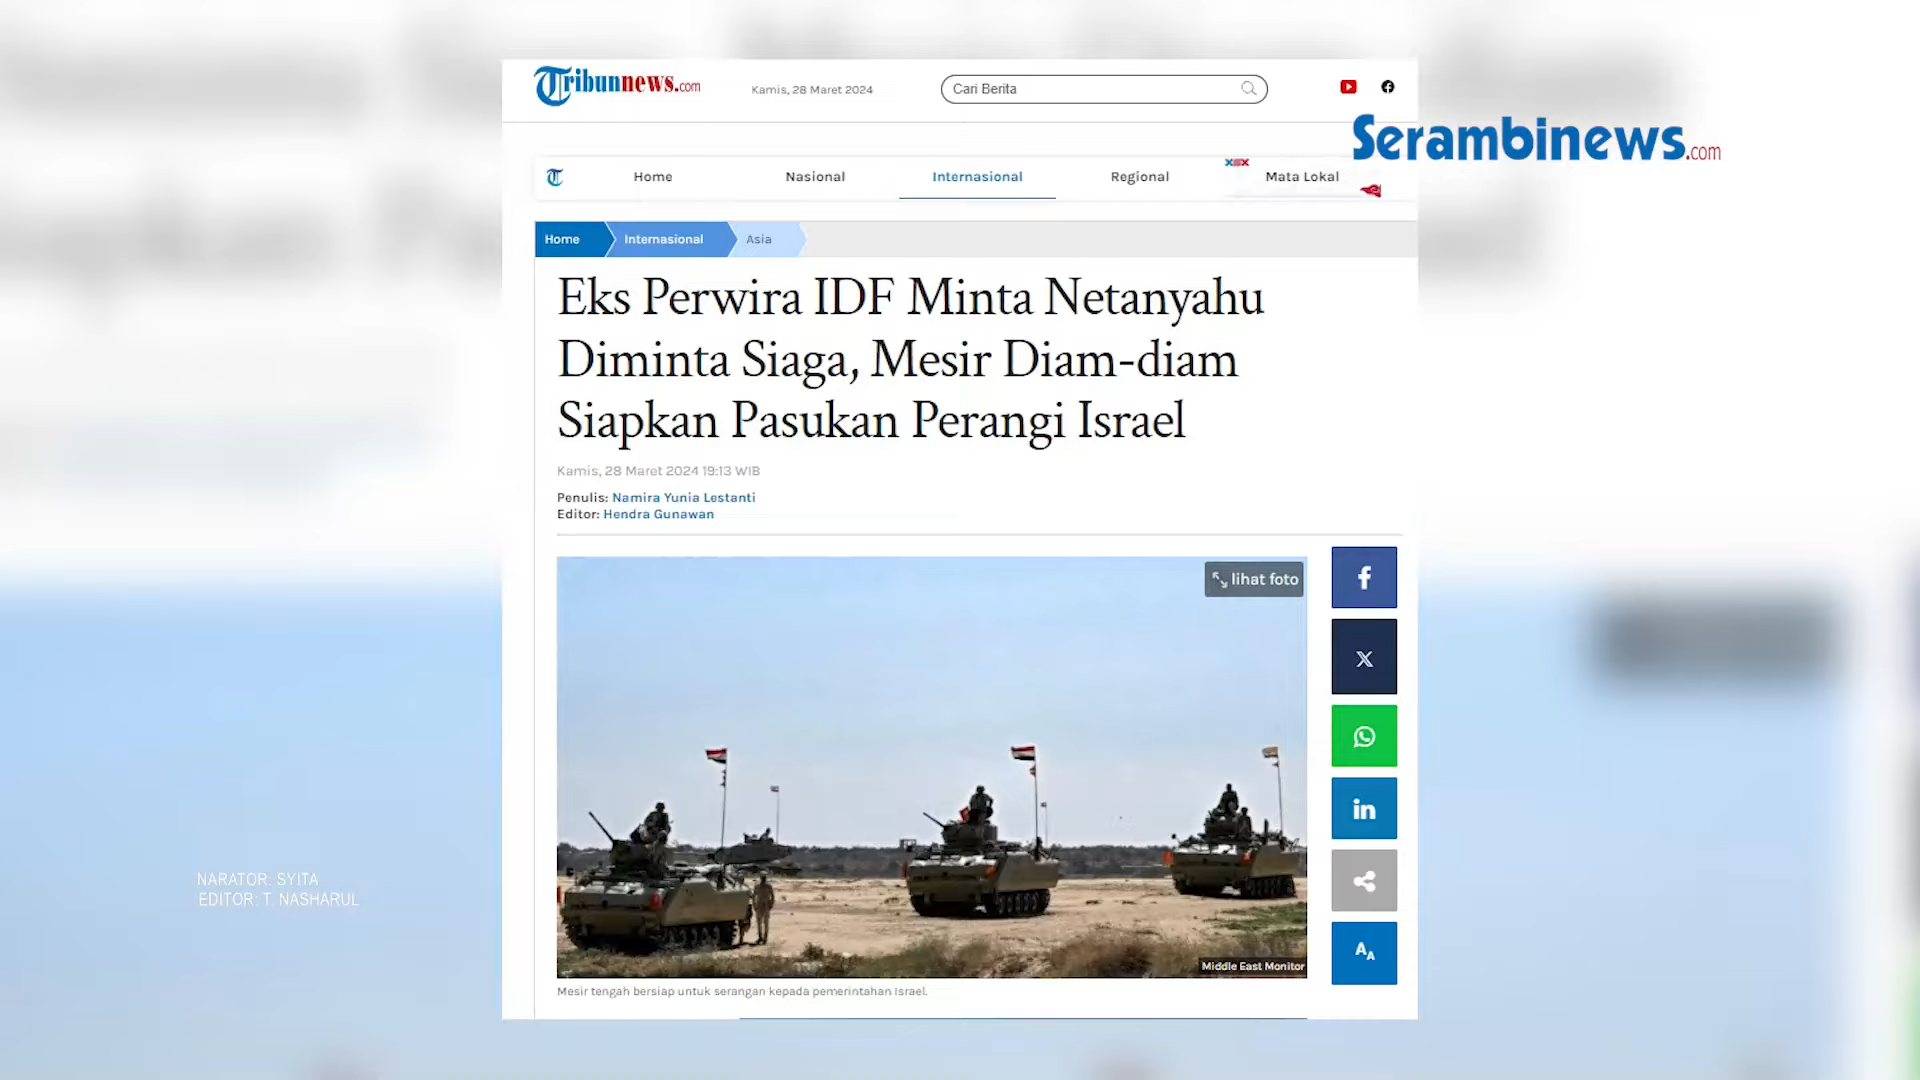 Tribunnews.com
Kamis, 28 Maret 2024
Cari Berita
Serambinews.com
Home
Nasional
Internasional
Regional
Mata Lokal
Home
Internasional
Asia
Eks Perwira IDF Minta Netanyahu
Diminta Siaga, Mesir Diam-diam
Siapkan Pasukan Perangi Israel
Kamis, 28 Maret 2024 19:13 WIB
Penulis: Namira Yunia Lestanti
Editor: Hendra Gunawan
lihat foto
Middle East Monitor
Mesir tengah bersiap untuk serangan kepada pemerintahan Israel.
NARATOR: SYITA
EDITOR: T. NASHARUL